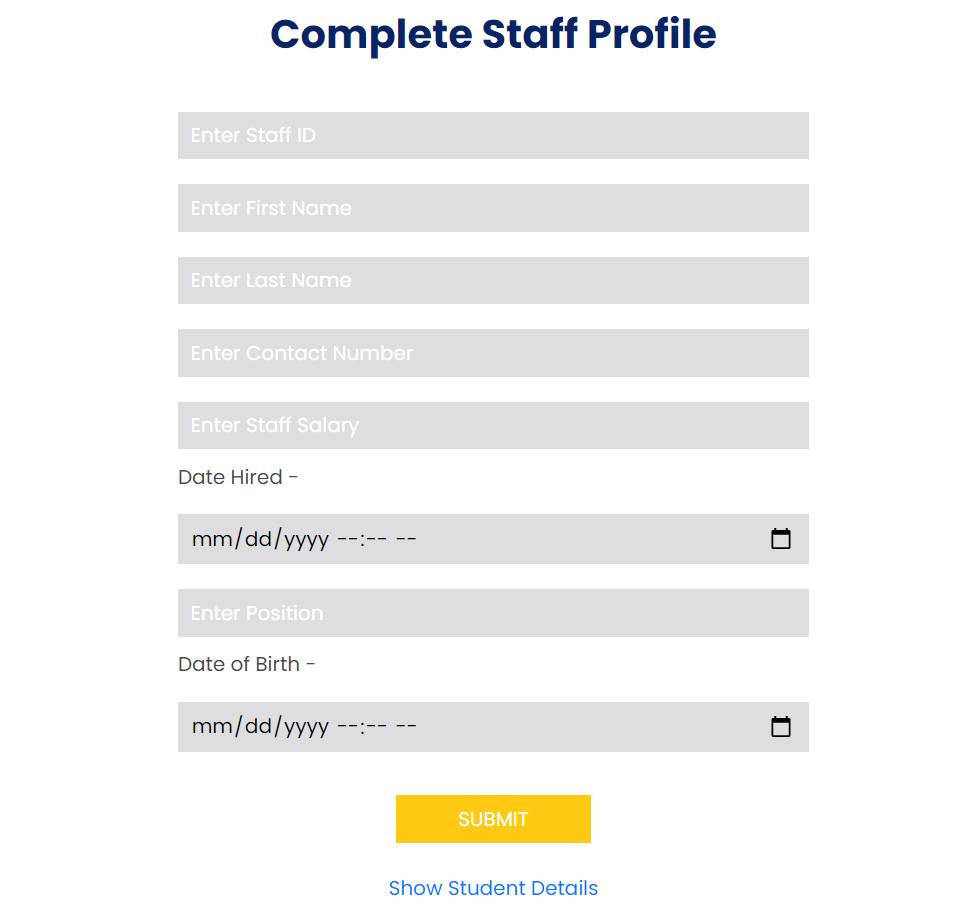 Complete Staff Profile
Enter Staff ID
Enter First Name
Enter Last Name
Enter Contact Number
Enter Staff Salary
Date Hired -
mm/dd/yyyy --:-- --
Enter Position
Date of Birth -
mm/dd/yyyy --:-- --
SUBMIT
Show Student Details